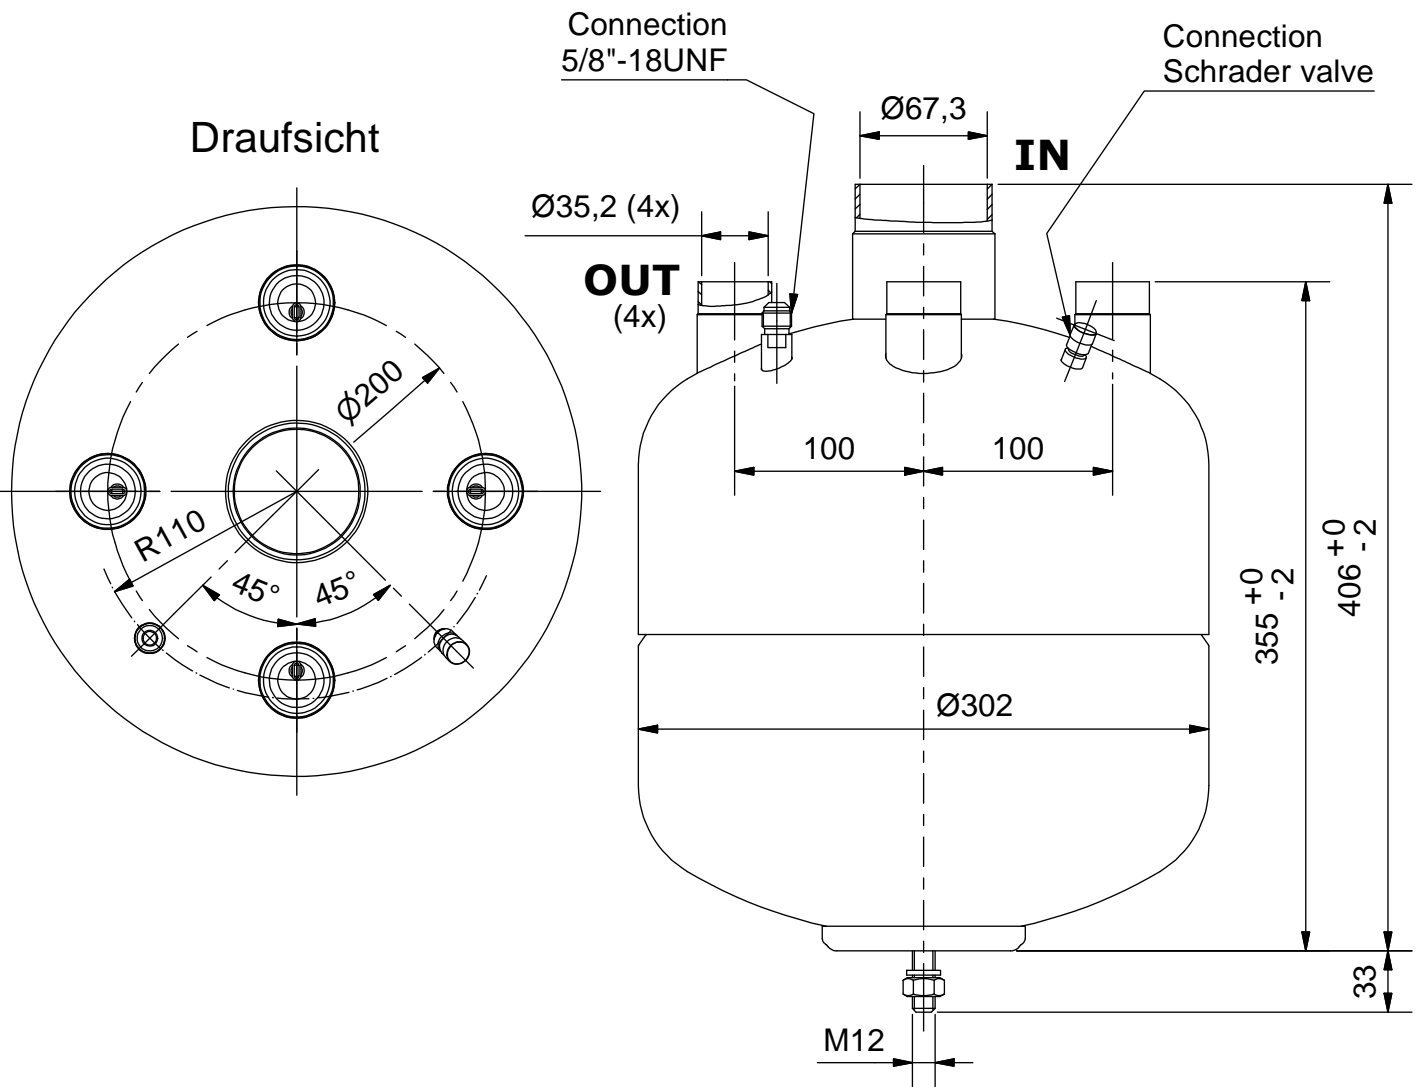 Connection
5/8"-18UNF
Connection
Schrader valve
Draufsicht
Ø67,3
IN
Ø35,2 (4x)
OUT
(4x)
Ø200
100
100
R110
45°
45°
355 +0 -2
406 +0 -2
Ø302
33
M12